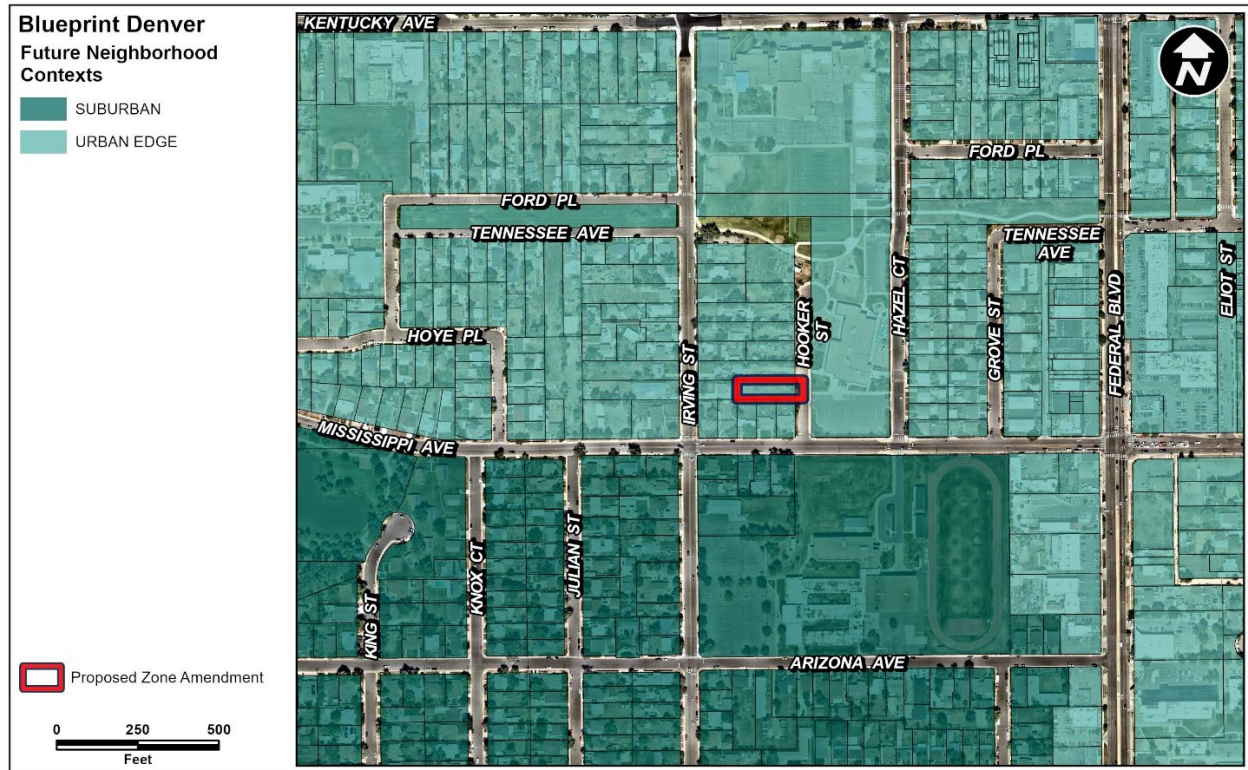 Blueprint Denver
Future Neighborhood
Contexts
SUBURBAN
URBAN EDGE
Proposed Zone Amendment
0 250 500
Feet
KENTUCKY AVE
N
FORD PL
FORD PL
TENNESSEE AVE
TENNESSEE
AVE
HOYE PL
IRVING ST
HOOKER
ST
HAZEL CT
GROVE ST
FEDERAL BLVD
ELIOT ST
MISSISSIPPI AVE
KING ST
KNOX CT
JULIAN ST
ARIZONA AVE